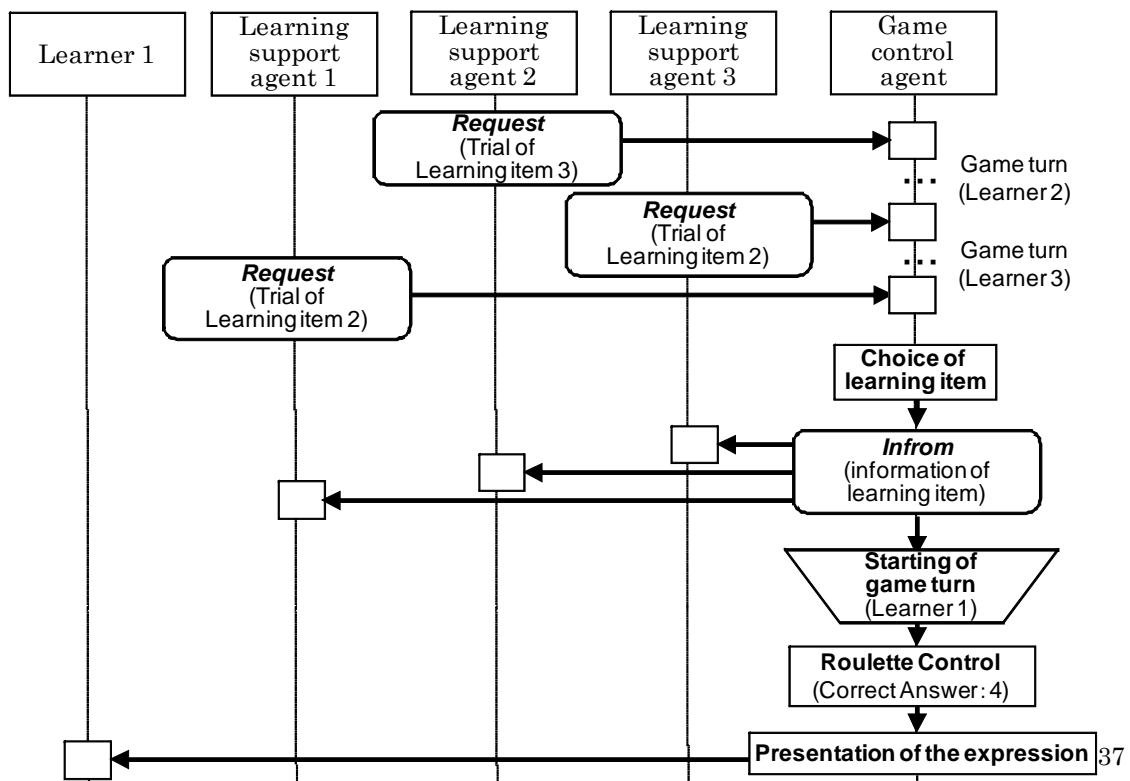 Learner 1
Learning
support
agent 1
Learning
support
agent 2
Learning
support
agent 3
Game
control
agent
Request
(Trial of
Learning item 3)
Game turn
(Learner 2)
Request
(Trial of
Learning item 2)
Game turn
(Learner 3)
Request
(Trial of
Learning item 2)
Choice of
learning item
Infrom
(information of
learning item)
Starting of
game turn
(Learner 1)
Roulette Control
(Correct Answer : 4)
Presentation of the expression
37